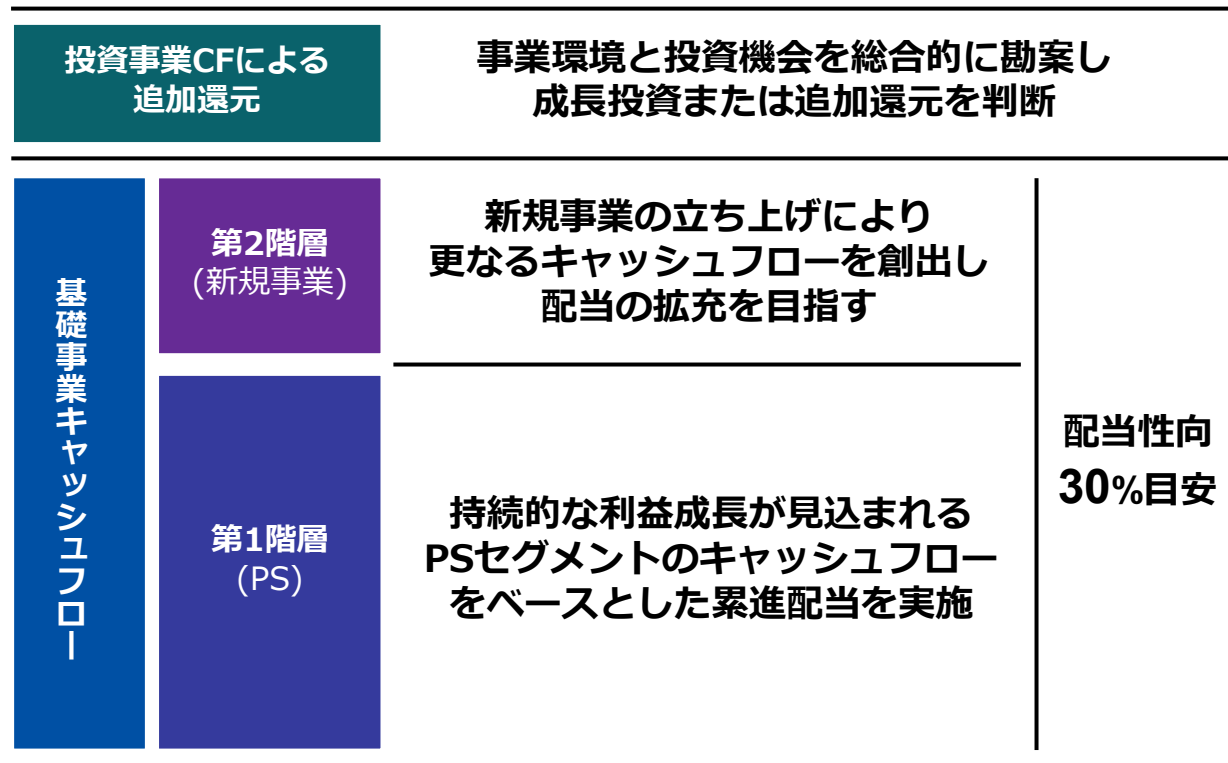 投資事業CFによる
追加還元
事業環境と投資機会を総合的に勘案し
成長投資または追加還元を判断
基礎事業キャッシュフロー
第2階層
(新規事業)
新規事業の立ち上げにより
更なるキャッシュフローを創出し
配当の拡充を目指す
第1階層
(PS)
持続的な利益成長が見込まれる
PSセグメントのキャッシュフロー
をベースとした累進配当を実施
配当性向
30%目安